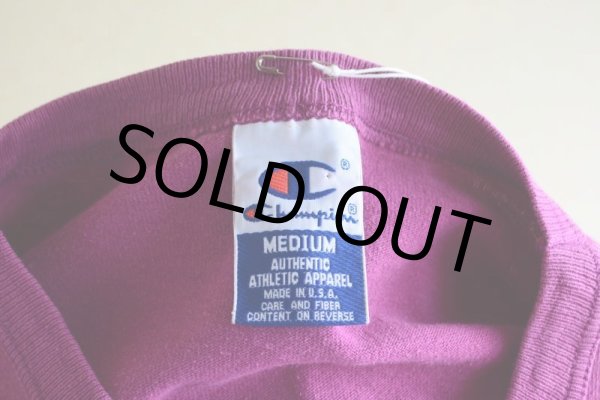 ®
SOLD OUT
Champion®
MEDIUM
AUTHENTIC
ATHLETIC APPAREL
MADE IN U.S.A.
CARE AND FIBER
CONTENT ON REVERSE